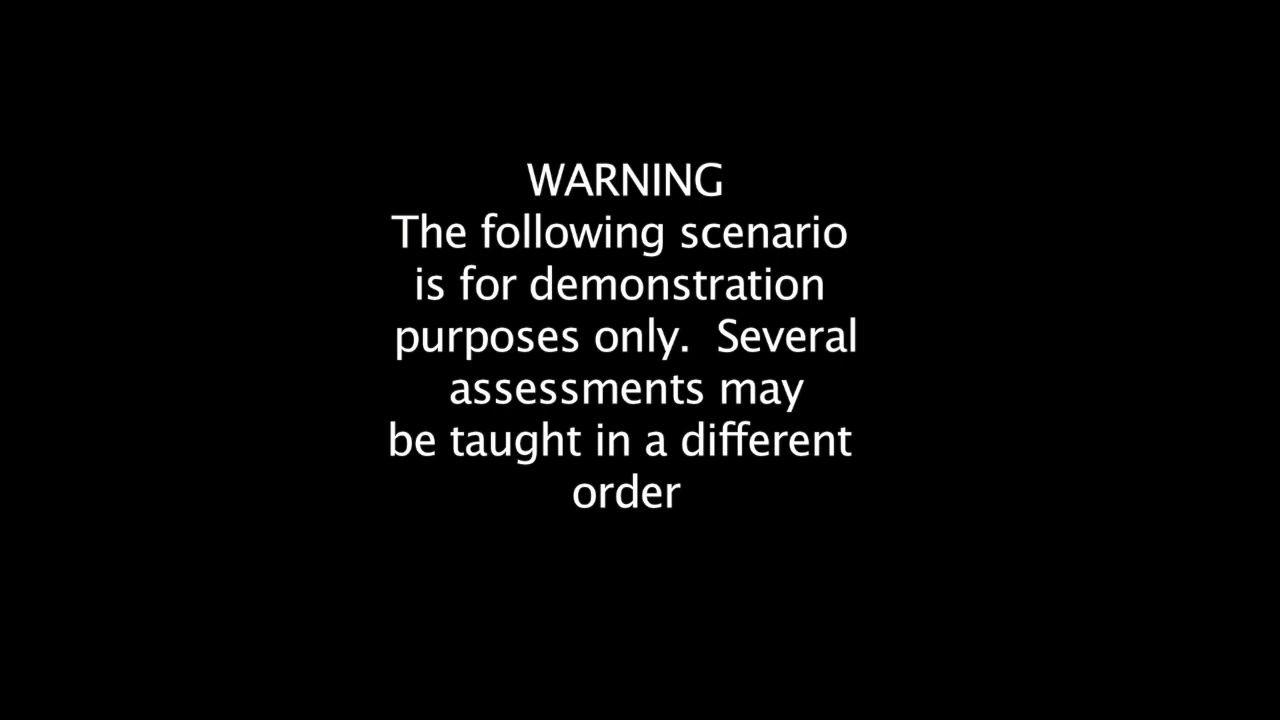 WARNING
The following scenario
is for demonstration
purposes only.  Several
assessments may
be taught in a different
order